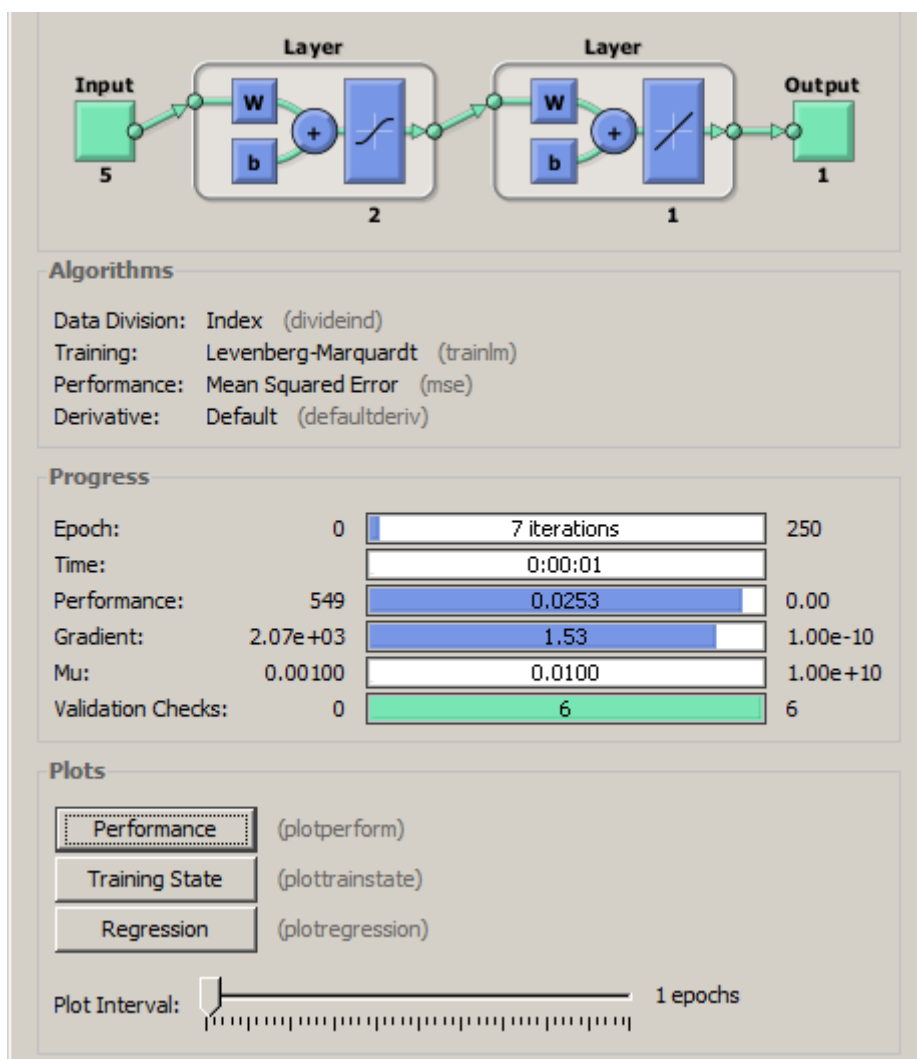 Layer Layer
Input Output
W W
+ +
b b
5 1
2 1
Algorithms
Data Division: Index (divideind)
Training: Levenberg-Marquardt (trainlm)
Performance: Mean Squared Error (mse)
Derivative: Default (defaultderiv)
Progress
Epoch: 0 7 iterations 250
Time: 0:00:01
Performance: 549 0.0253 0.00
Gradient: 2.07e+03 1.53 1.00e-10
Mu: 0.00100 0.0100 1.00e+10
Validation Checks: 0 6 6
Plots
Performance (plotperform)
Training State (plottrainstate)
Regression (plotregression)
Plot Interval: 1 epochs